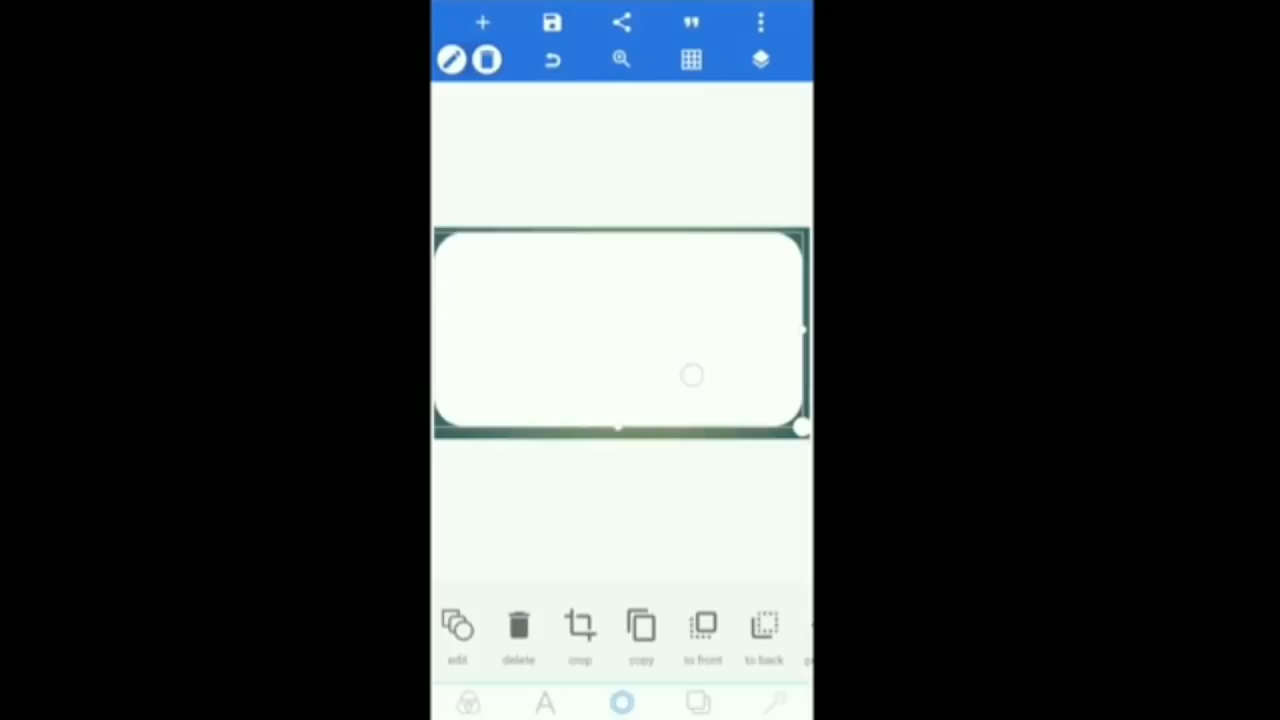 edit
delete
crop
copy
to front
to back